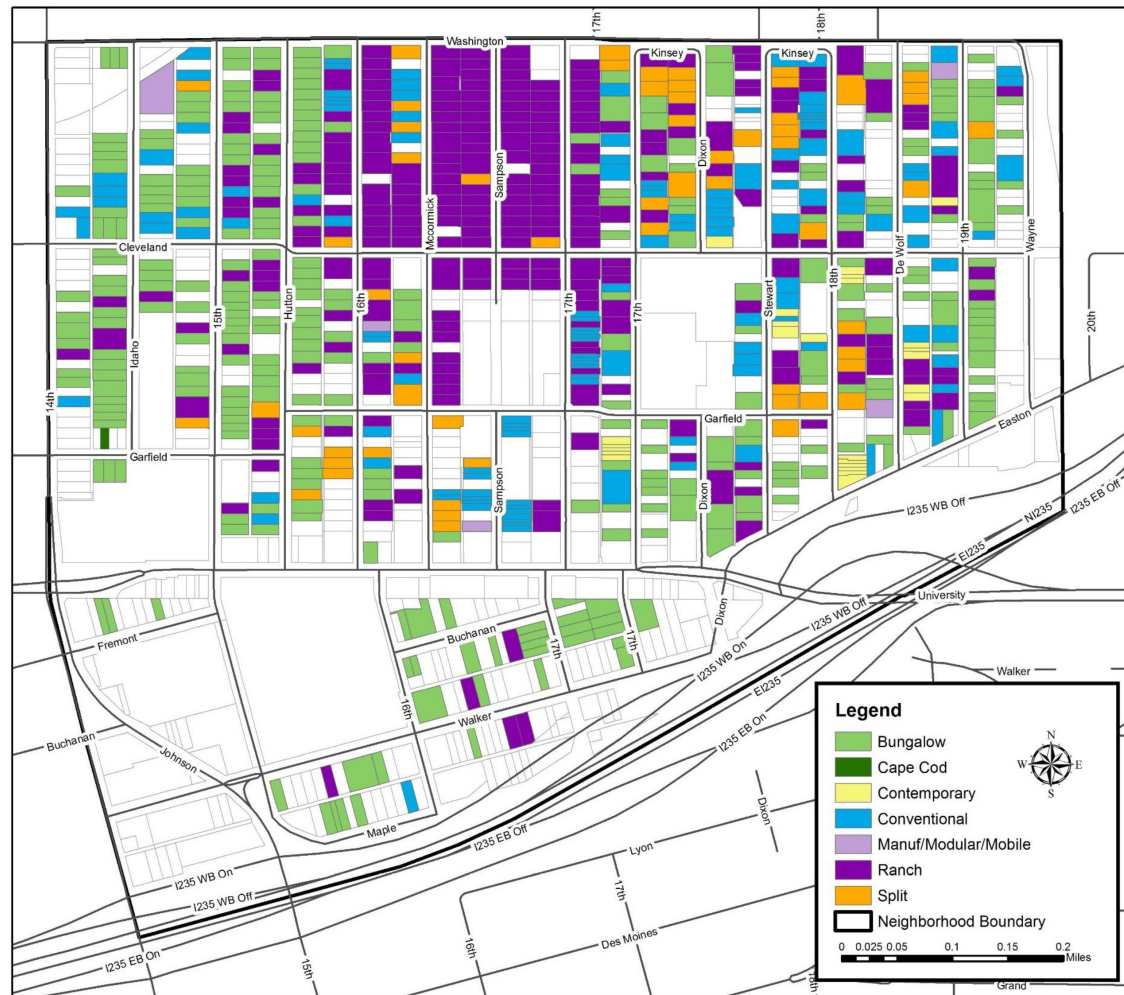 17th
18th
Washington
Kinsey
Kinsey
Mccormick
Sampson
Dixon
Cleveland
De Wolf
19th
Wayne
Idaho
15th
Hutton
16th
17th
17th
Stewart
18th
20th
14th
Garfield
Easton
Garfield
Sampson
Dixon
I235 WB Off
NI235
I235 EB Off
EI235
University
Fremont
Buchanan
17th
17th
Dixon
I235 WB Off
I235 WB On
Walker
EI235
16th
Walker
Buchanan
Johnson
I235 EB On
Maple
I235 EB Off
Dixon
Lyon
I235 WB On
I235 WB Off
17th
I235 EB On
15th
16th
Des Moines
Grand
Legend
Bungalow
Cape Cod
Contemporary
Conventional
Manuf/Modular/Mobile
Ranch
Split
Neighborhood Boundary
N
W E
S
0 0.025 0.05 0.1 0.15 0.2
Miles